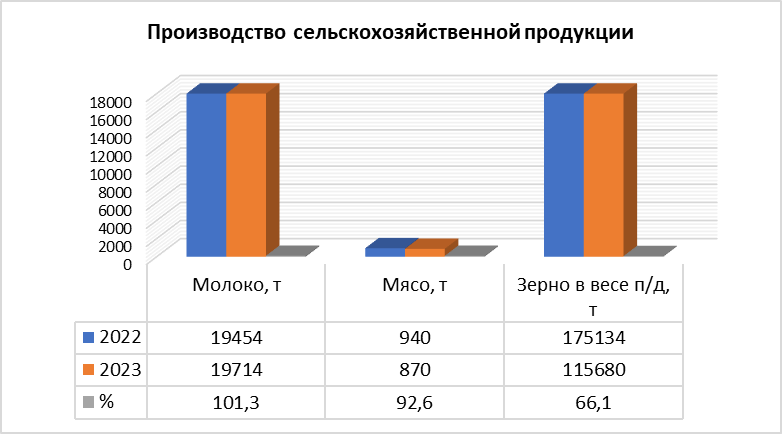 Производство сельскохозяйственной продукции
18000
16000
14000
12000
10000
8000
6000
4000
2000
0
Молоко, т Мясо, т Зерно в весе п/д,
т
2022 19454 940 175134
2023 19714 870 115680
% 101,3 92,6 66,1